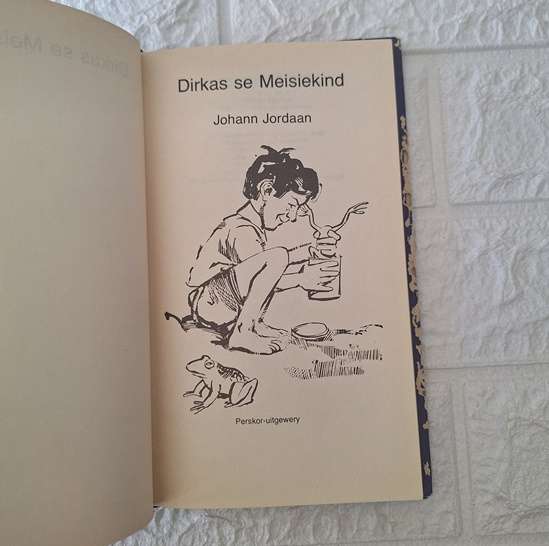 Dirkas se Meisiekind
Johann Jordaan
Perskor-uitgewery